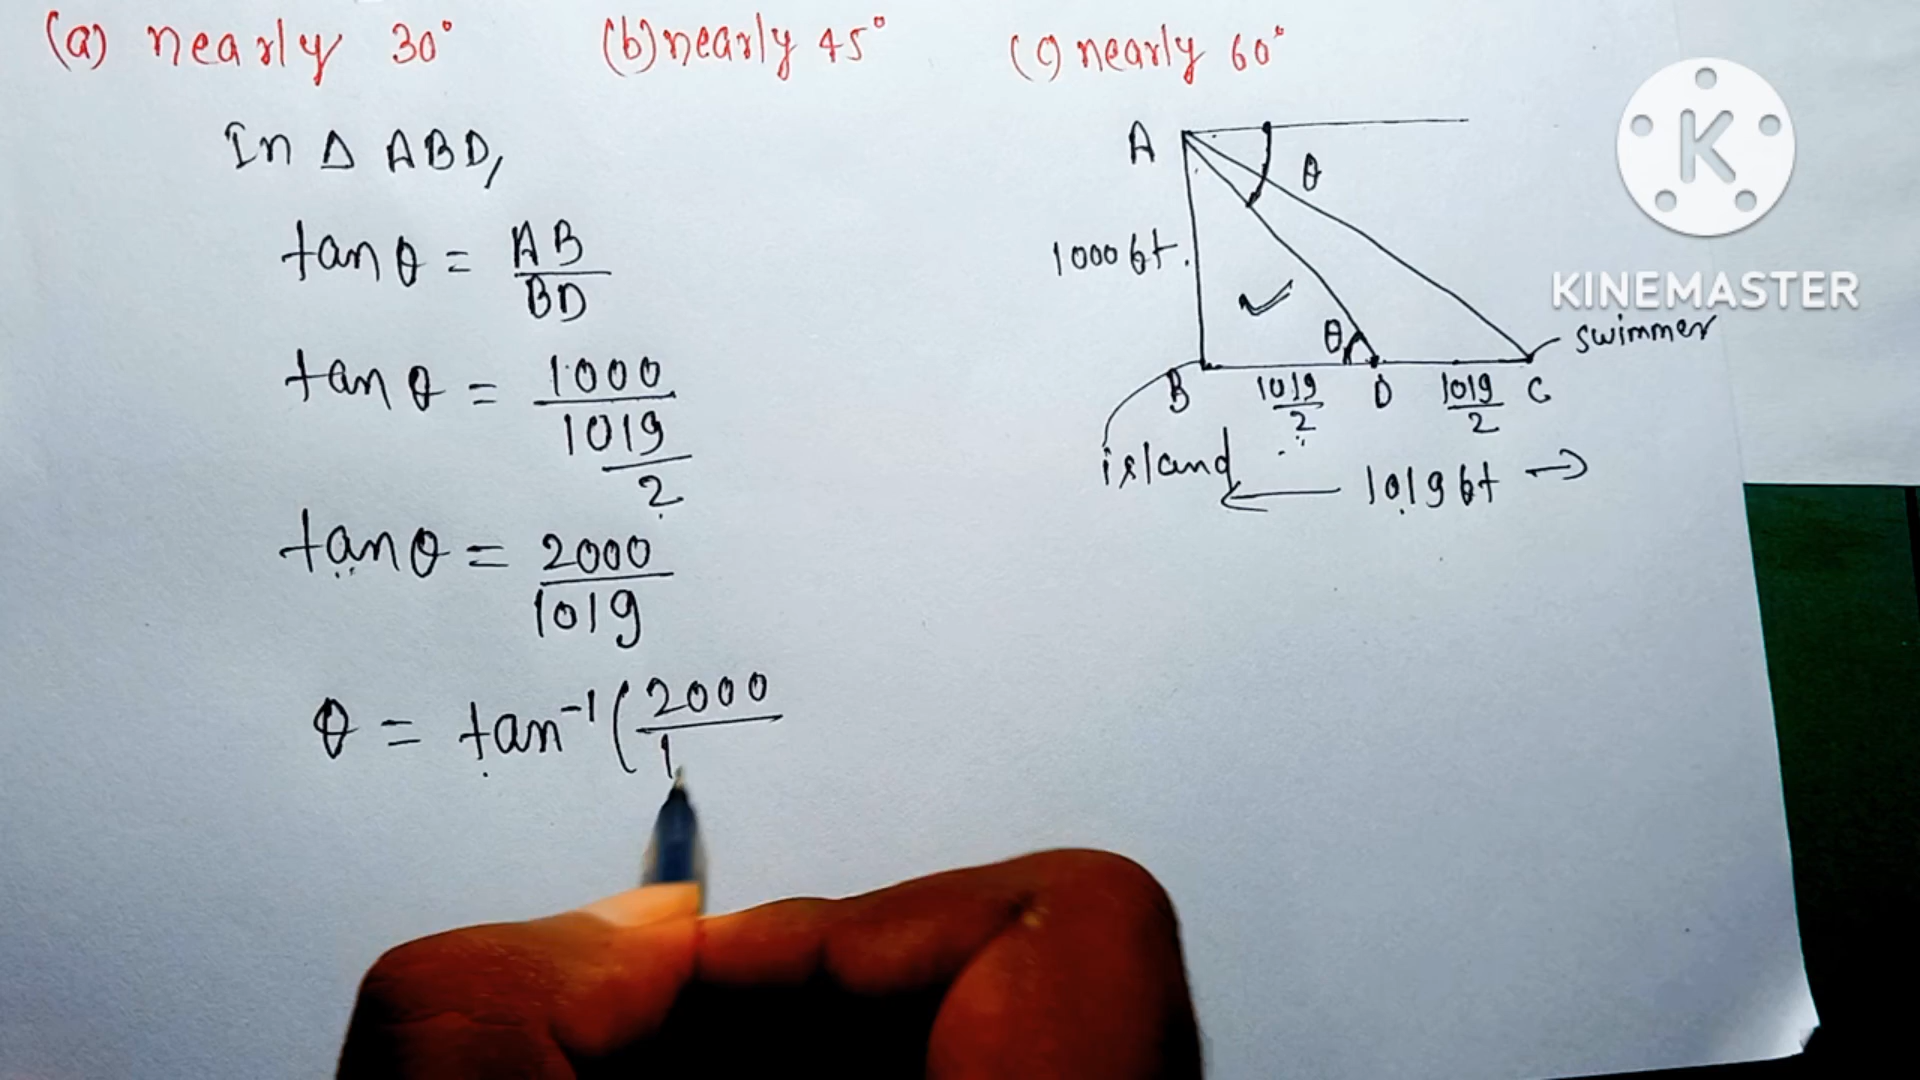 (a) nearly 30° (b) nearly 45° (c) nearly 60°
In Δ ABD,
tan θ = AB/BD
tan θ = 1000/(1019/2)
tan θ = 2000/1019
θ = tan⁻¹(2000/1
A
θ
1000 ft.
θ
swimmer
B 1019/2 D 1019/2 C
island
← 1019 ft →
K
KINEMASTER